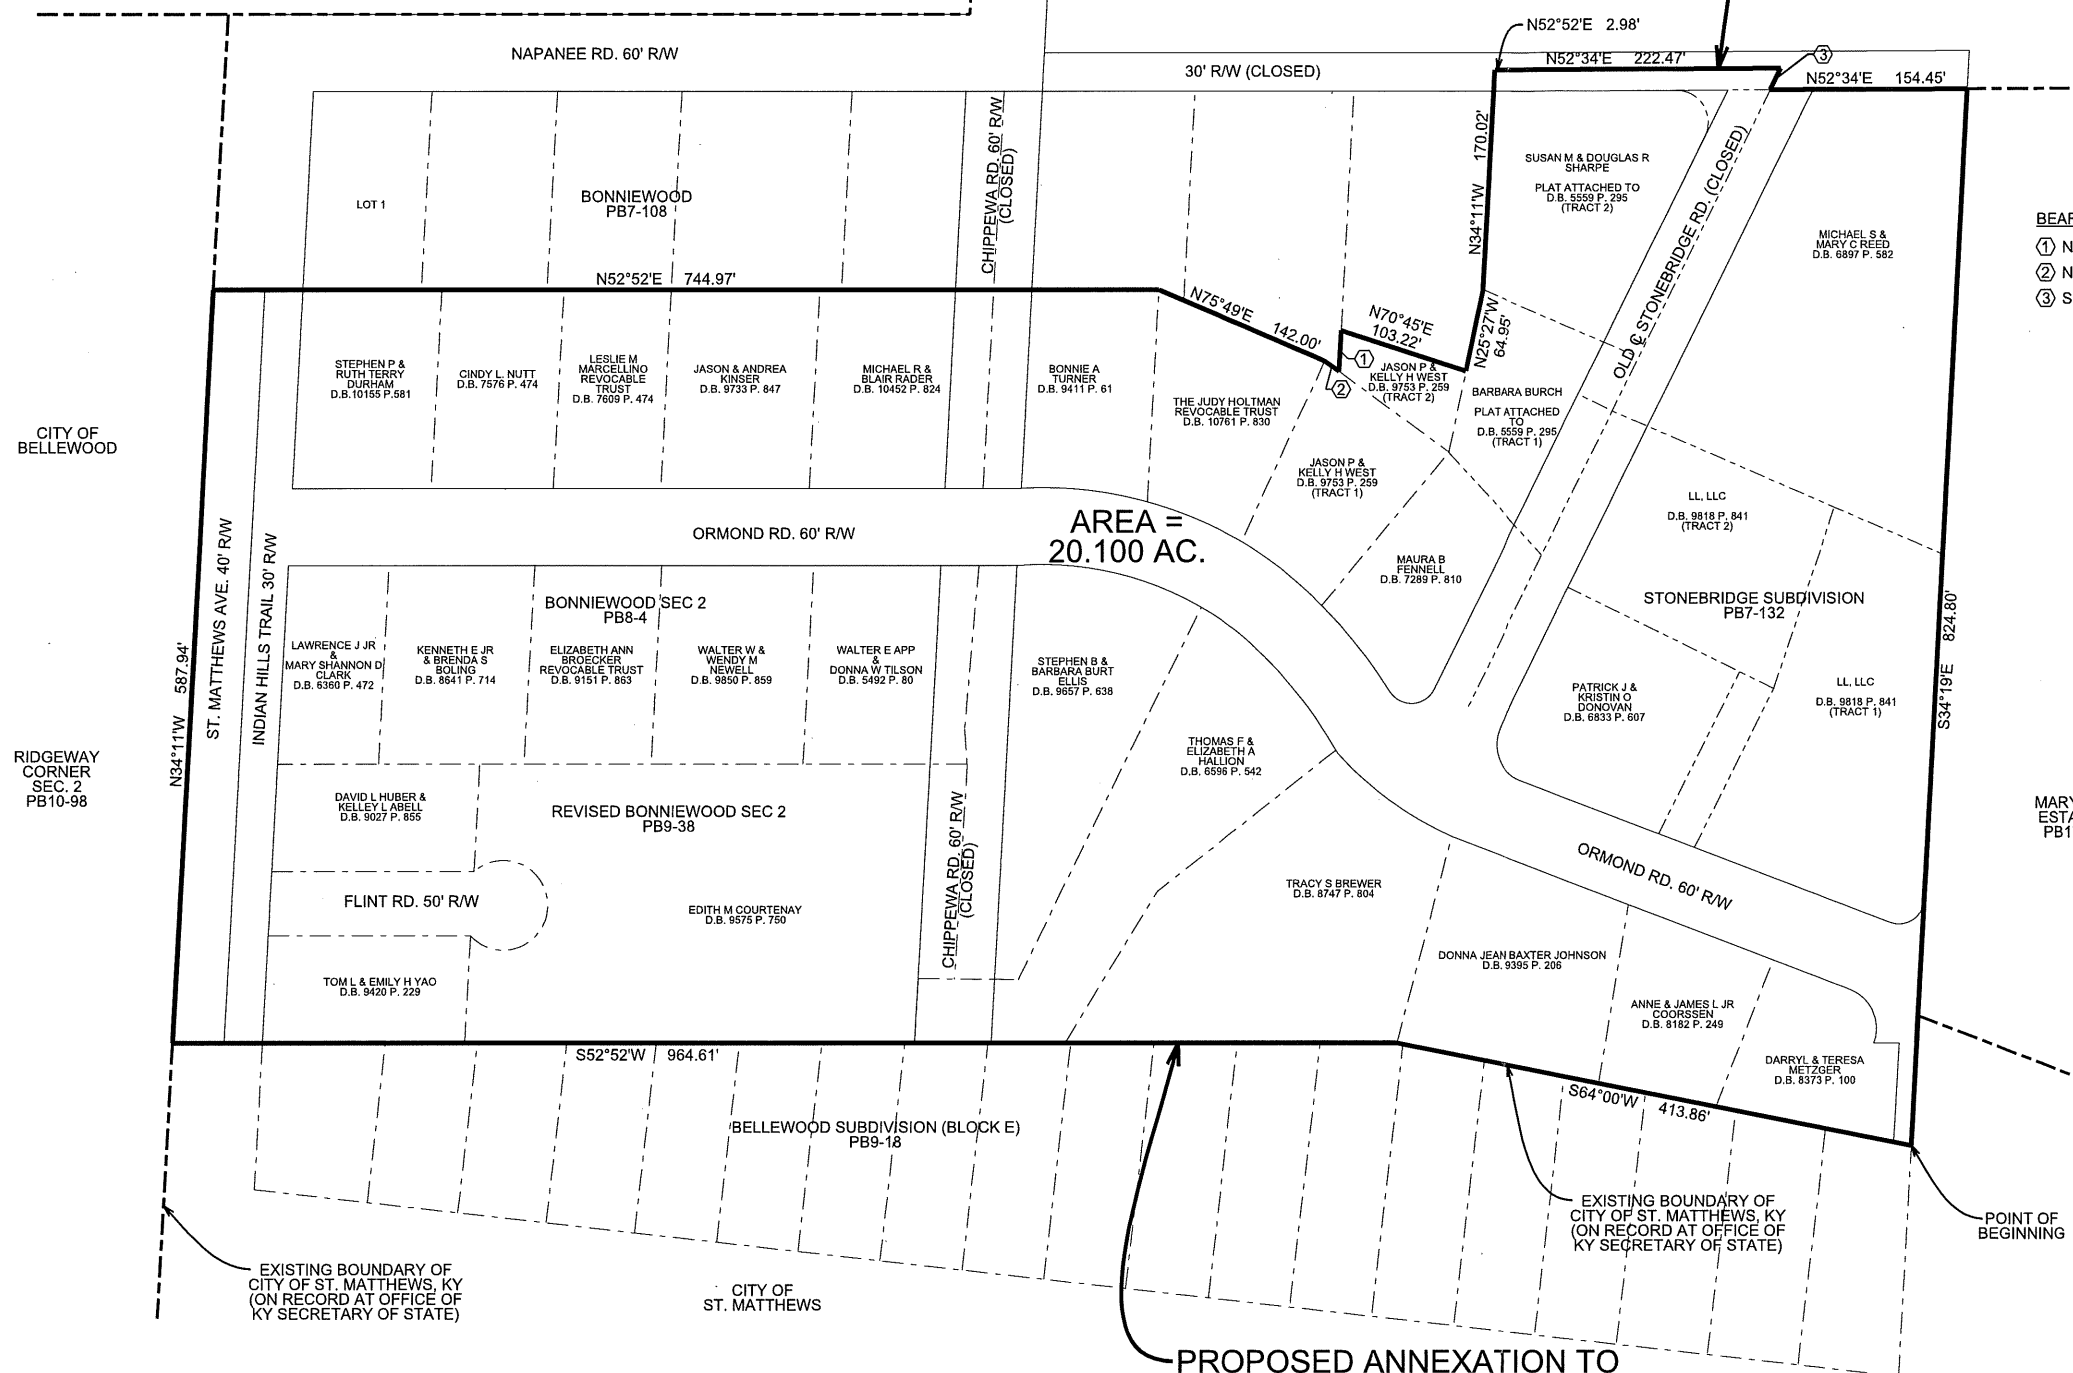 N52°52'E 2.98'
NAPANEE RD. 60' R/W
30' R/W (CLOSED)
N52°34'E 222.47'
3
N52°34'E 154.45'
CHIPPEWA RD. 60' R/W
(CLOSED)
N34°11'W 170.02'
LOT 1
BONNIEWOOD
PB7-108
SUSAN M & DOUGLAS R
SHARPE
PLAT ATTACHED TO
D.B. 5559 P. 295
(TRACT 2)
OLD C STONEBRIDGE RD. (CLOSED)
MICHAEL S &
MARY C REED
D.B. 6897 P. 582
BEAR
1 N
2 N
3 S
N52°52'E 744.97'
N75°49'E 142.00'
N70°45'E
103.22'
N25°27'W
64.95'
1
2
STEPHEN P &
RUTH TERRY
DURHAM
D.B.10155 P.581
CINDY L. NUTT
D.B. 7576 P. 474
LESLIE M
MARCELLINO
REVOCABLE
TRUST
D.B. 7609 P. 474
JASON & ANDREA
KINSER
D.B. 9733 P. 847
MICHAEL R &
BLAIR RADER
D.B. 10452 P. 824
BONNIE A
TURNER
D.B. 9411 P. 61
THE JUDY HOLTMAN
REVOCABLE TRUST
D.B. 10761 P. 830
JASON P &
KELLY H WEST
D.B. 9753 P. 259
(TRACT 2)
BARBARA BURCH
PLAT ATTACHED
TO
D.B. 5559 P. 295
(TRACT 1)
JASON P &
KELLY H WEST
D.B. 9753 P. 259
(TRACT 1)
CITY OF
BELLEWOOD
LL, LLC
D.B. 9818 P. 841
(TRACT 2)
ORMOND RD. 60' R/W
AREA =
20.100 AC.
MAURA B
FENNELL
D.B. 7289 P. 810
STONEBRIDGE SUBDIVISION
PB7-132
S34°19'E 824.80'
N34°11'W 587.94'
ST. MATTHEWS AVE. 40' R/W
INDIAN HILLS TRAIL 30' R/W
BONNIEWOOD SEC 2
PB8-4
LAWRENCE J JR
&
MARY SHANNON D
CLARK
D.B. 6360 P. 472
KENNETH E JR
& BRENDA S
BOLING
D.B. 8641 P. 714
ELIZABETH ANN
BROECKER
REVOCABLE TRUST
D.B. 9151 P. 863
WALTER W &
WENDY M
NEWELL
D.B. 9850 P. 859
WALTER E APP
&
DONNA W TILSON
D.B. 5492 P. 80
STEPHEN B &
BARBARA BURT
ELLIS
D.B. 9657 P. 638
PATRICK J &
KRISTIN O
DONOVAN
D.B. 6833 P. 607
LL, LLC
D.B. 9818 P. 841
(TRACT 1)
THOMAS F &
ELIZABETH A
HALLION
D.B. 6596 P. 542
RIDGEWAY
CORNER
SEC. 2
PB10-98
DAVID L HUBER &
KELLEY L ABELL
D.B. 9027 P. 855
REVISED BONNIEWOOD SEC 2
PB9-38
CHIPPEWA RD. 60' R/W
(CLOSED)
MARY
ESTA
PB1
ORMOND RD. 60' R/W
TRACY S BREWER
D.B. 8747 P. 804
FLINT RD. 50' R/W
EDITH M COURTENAY
D.B. 9575 P. 750
DONNA JEAN BAXTER JOHNSON
D.B. 9395 P. 206
TOM L & EMILY H YAO
D.B. 9420 P. 229
ANNE & JAMES L JR
COORSSEN
D.B. 8182 P. 249
DARRYL & TERESA
METZGER
D.B. 8373 P. 100
S52°52'W 964.61'
S64°00'W 413.86'
BELLEWOOD SUBDIVISION (BLOCK E)
PB9-18
EXISTING BOUNDARY OF
CITY OF ST. MATTHEWS, KY
(ON RECORD AT OFFICE OF
KY SECRETARY OF STATE)
POINT OF
BEGINNING
EXISTING BOUNDARY OF
CITY OF ST. MATTHEWS, KY
(ON RECORD AT OFFICE OF
KY SECRETARY OF STATE)
CITY OF
ST. MATTHEWS
PROPOSED ANNEXATION TO